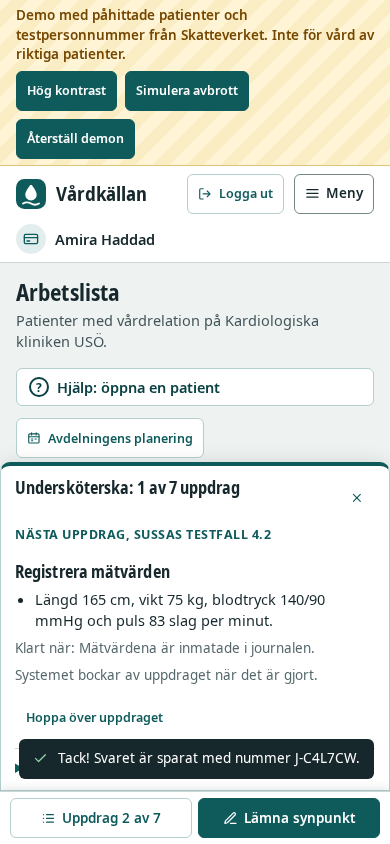 Demo med påhittade patienter och
testpersonnummer från Skatteverket. Inte för vård av
riktiga patienter.
Hög kontrast
Simulera avbrott
Återställ demon
Vårdkällan
Logga ut
Meny
Amira Haddad
Arbetslista
Patienter med vårdrelation på Kardiologiska
kliniken USÖ.
? Hjälp: öppna en patient
Avdelningens planering
Undersköterska: 1 av 7 uppdrag
NÄSTA UPPDRAG, SUSSAS TESTFALL 4.2
Registrera mätvärden
• Längd 165 cm, vikt 75 kg, blodtryck 140/90
mmHg och puls 83 slag per minut.
Klart när: Mätvärdena är inmatade i journalen.
Systemet bockar av uppdraget när det är gjort.
Hoppa över uppdraget
Tack! Svaret är sparat med nummer J-C4L7CW.
Uppdrag 2 av 7
Lämna synpunkt